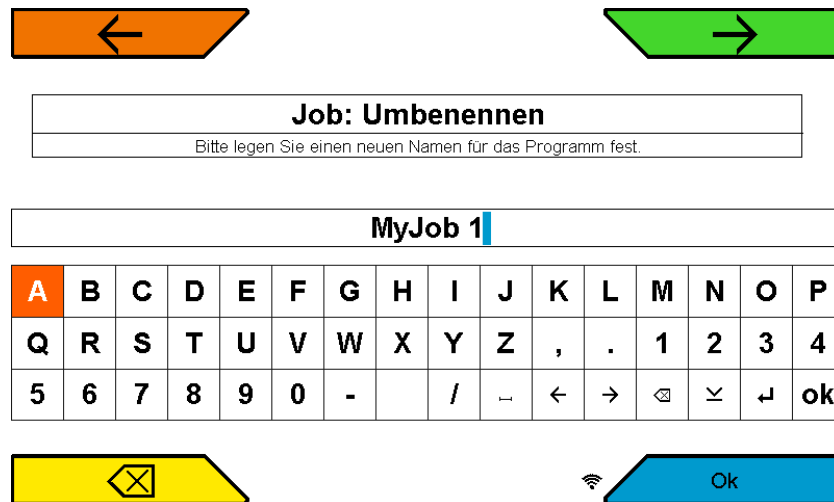 Job: Umbenennen
Bitte legen Sie einen neuen Namen für das Programm fest.
MyJob 1
A B C D E F G H I J K L M N O P
Q R S T U V W X Y Z , . 1 2 3 4
5 6 7 8 9 0 - / ⎵ ← → ⌫ ⌵ ↵ ok
Ok